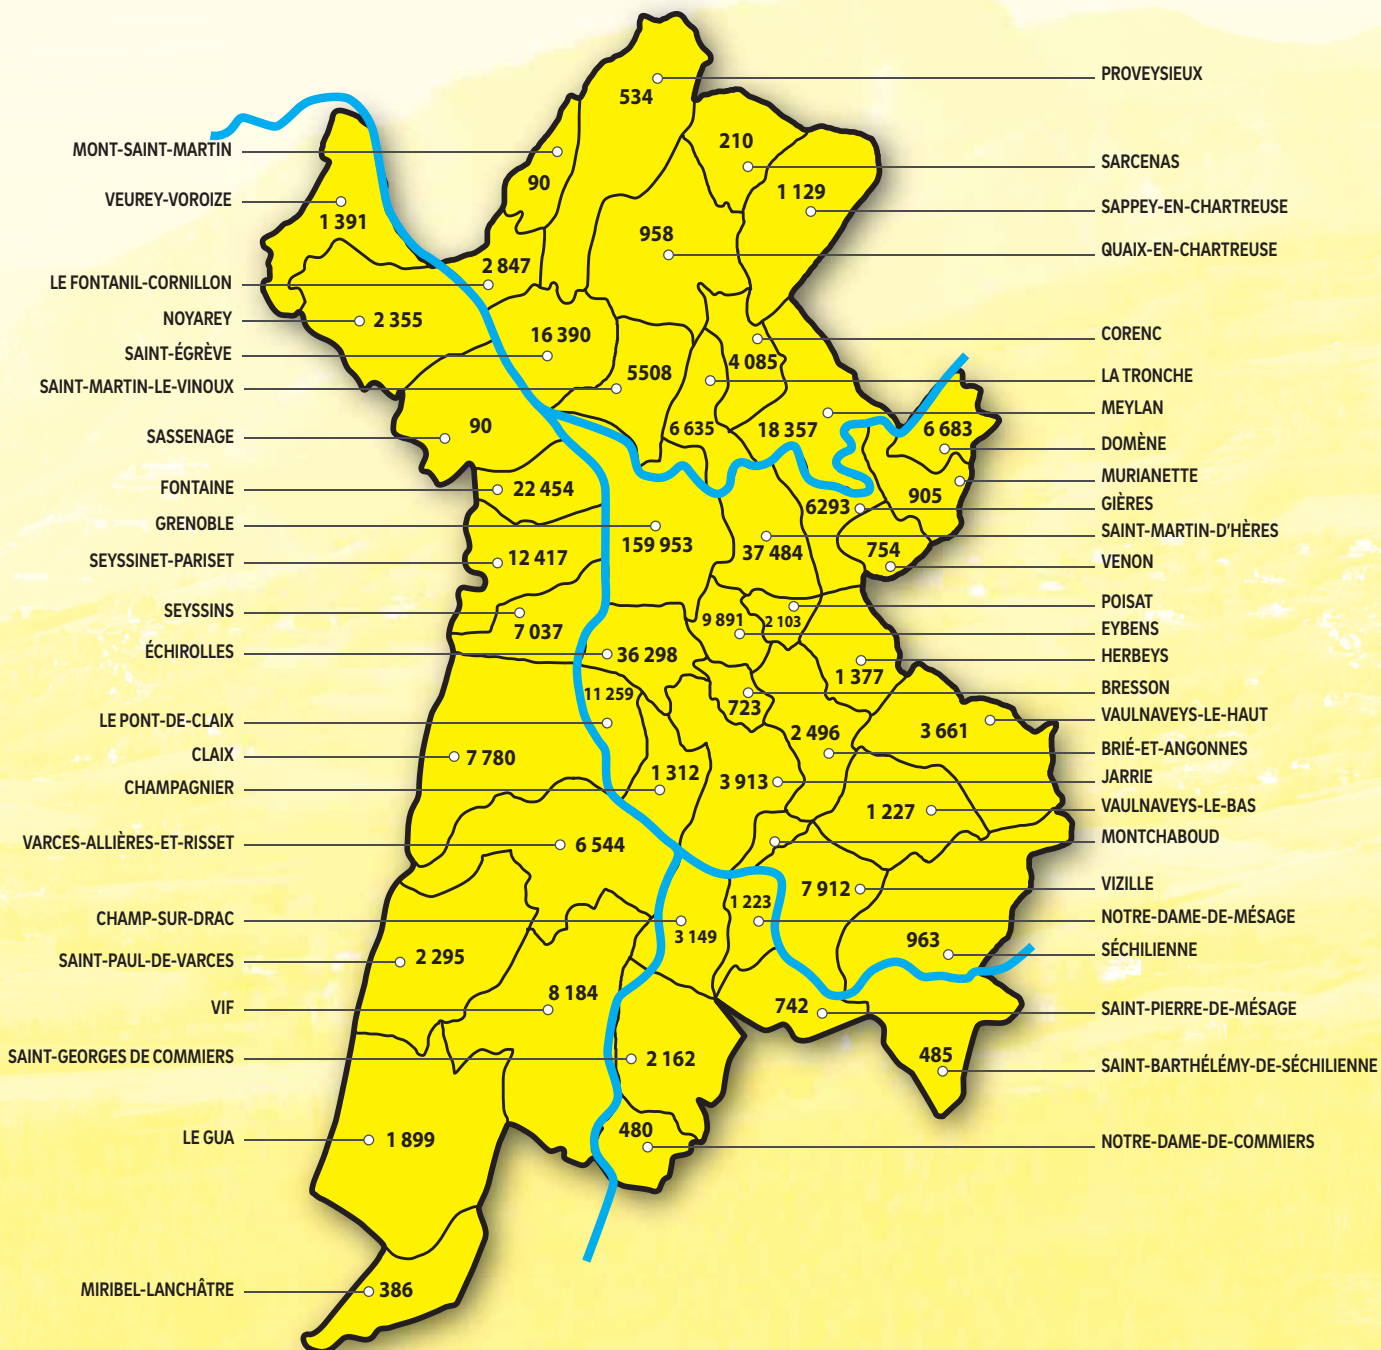 PROVEYSIEUX
534
MONT-SAINT-MARTIN
210
SARCENAS
90
1 129
VEUREY-VOROIZE
SAPPEY-EN-CHARTREUSE
1 391
958
QUAIX-EN-CHARTREUSE
2 847
LE FONTANIL-CORNILLON
NOYAREY
2 355
16 390
CORENC
SAINT-ÉGRÈVE
4 085
5508
LA TRONCHE
SAINT-MARTIN-LE-VINOUX
MEYLAN
90
6 635
18 357
6 683
SASSENAGE
DOMÈNE
MURIANETTE
FONTAINE
22 454
905
GIÈRES
6293
GRENOBLE
SAINT-MARTIN-D'HÈRES
159 953
37 484
754
SEYSSINET-PARISET
12 417
VENON
POISAT
SEYSSINS
9 891
2 103
7 037
EYBENS
ÉCHIROLLES
36 298
HERBEYS
1 377
11 259
BRESSON
723
LE PONT-DE-CLAIX
VAULNAVEYS-LE-HAUT
2 496
3 661
CLAIX
7 780
BRIÉ-ET-ANGONNES
1 312
3 913
JARRIE
CHAMPAGNIER
1 227
VAULNAVEYS-LE-BAS
VARCES-ALLIÈRES-ET-RISSET
6 544
MONTCHABOUD
7 912
VIZILLE
1 223
CHAMP-SUR-DRAC
NOTRE-DAME-DE-MÉSAGE
3 149
963
SÉCHILIENNE
SAINT-PAUL-DE-VARCES
2 295
8 184
VIF
742
SAINT-PIERRE-DE-MÉSAGE
SAINT-GEORGES DE COMMIERS
2 162
485
SAINT-BARTHÉLÉMY-DE-SÉCHILIENNE
480
LE GUA
1 899
NOTRE-DAME-DE-COMMIERS
MIRIBEL-LANCHÂTRE
386